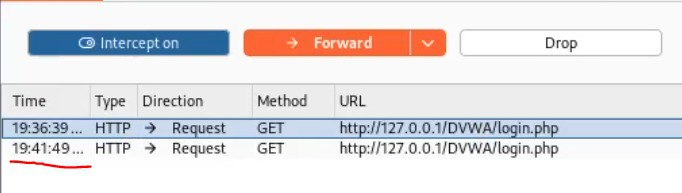 Intercept on Forward Drop
Time Type Direction Method URL
19:36:39... HTTP → Request GET http://127.0.0.1/DVWA/login.php
19:41:49... HTTP → Request GET http://127.0.0.1/DVWA/login.php